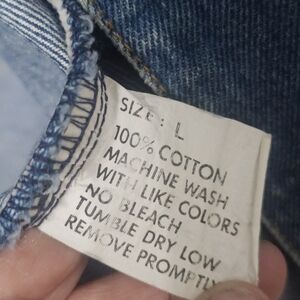 SIZE: L
100% COTTON
MACHINE WASH
WITH LIKE COLORS
NO BLEACH
TUMBLE DRY LOW
REMOVE PROMPTLY